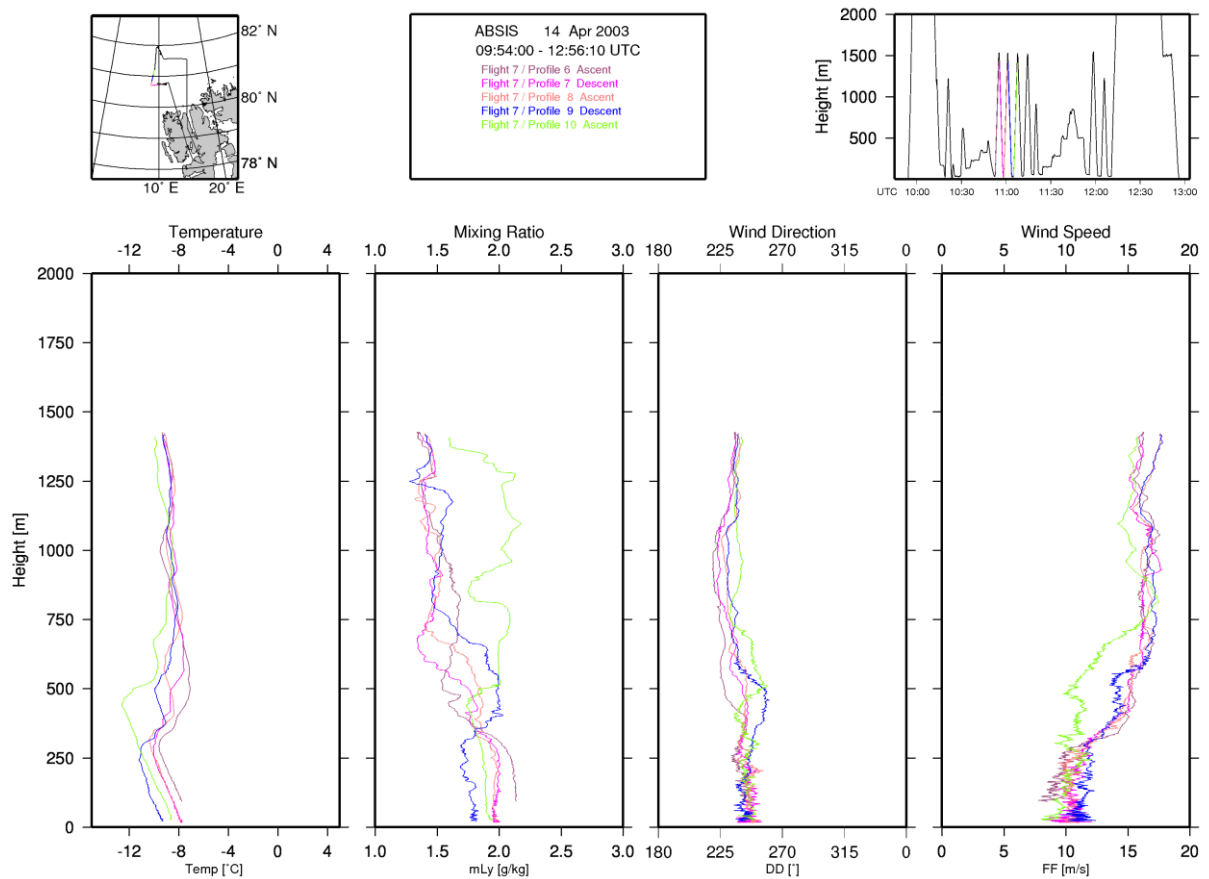 82° N
80° N
78° N
10° E
20° E
ABSIS 14 Apr 2003
09:54:00 - 12:56:10 UTC
Flight 7 / Profile 6 Ascent
Flight 7 / Profile 7 Descent
Flight 7 / Profile 8 Ascent
Flight 7 / Profile 9 Descent
Flight 7 / Profile 10 Ascent
Height [m]
2000
1500
1000
500
UTC 10:00 10:30 11:00 11:30 12:00 12:30 13:00
Temperature
-12 -8 -4 0 4
Mixing Ratio
1.0 1.5 2.0 2.5 3.0
Wind Direction
180 225 270 315 0
Wind Speed
0 5 10 15 20
Height [m]
2000
1750
1500
1250
1000
750
500
250
0
-12 -8 -4 0 4
Temp [°C]
1.0 1.5 2.0 2.5 3.0
mLy [g/kg]
180 225 270 315 0
DD [°]
0 5 10 15 20
FF [m/s]